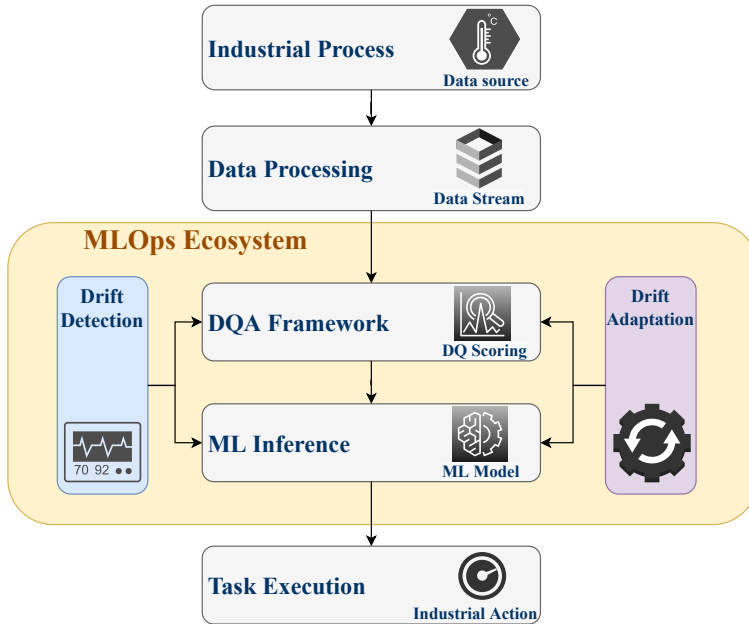 Industrial Process
°C
Data source
Data Processing
Data Stream
MLOps Ecosystem
Drift
Detection
70 92
DQA Framework
DQ Scoring
Drift
Adaptation
ML Inference
ML Model
Task Execution
Industrial Action